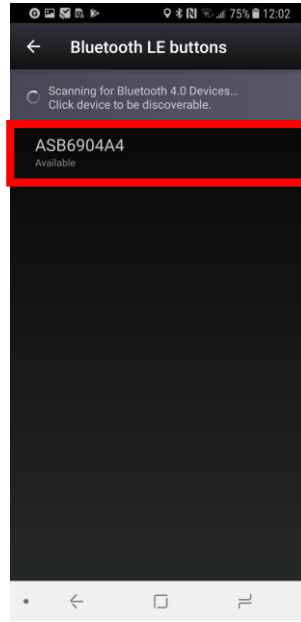 75% 12:02
Bluetooth LE buttons
Scanning for Bluetooth 4.0 Devices...
Click device to be discoverable.
ASB6904A4
Available